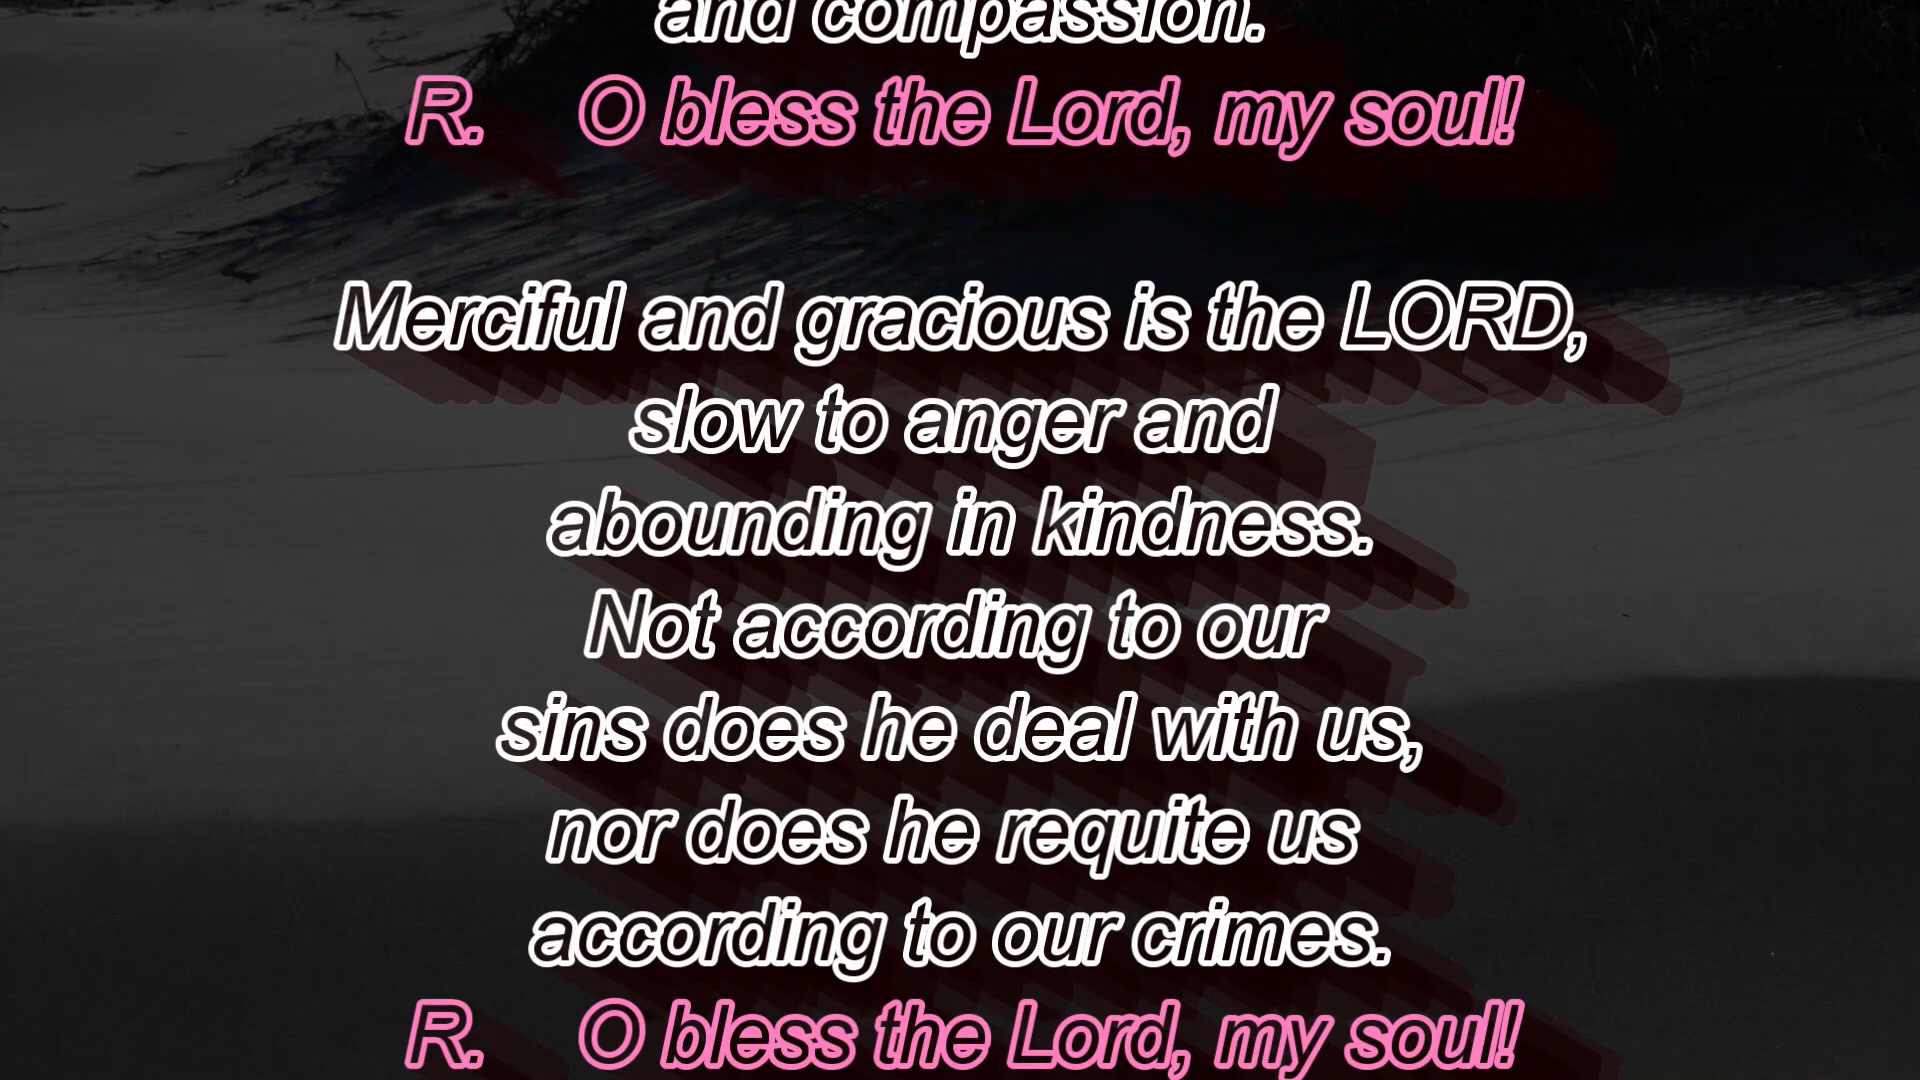 and compassion.
R. O bless the Lord, my soul!
Merciful and gracious is the LORD,
slow to anger and
abounding in kindness.
Not according to our
sins does he deal with us,
nor does he requite us
according to our crimes.
R. O bless the Lord, my soul!